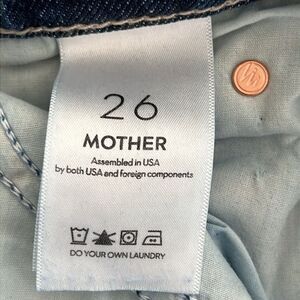 26
MOTHER
Assembled in USA
by both USA and foreign components
DO YOUR OWN LAUNDRY